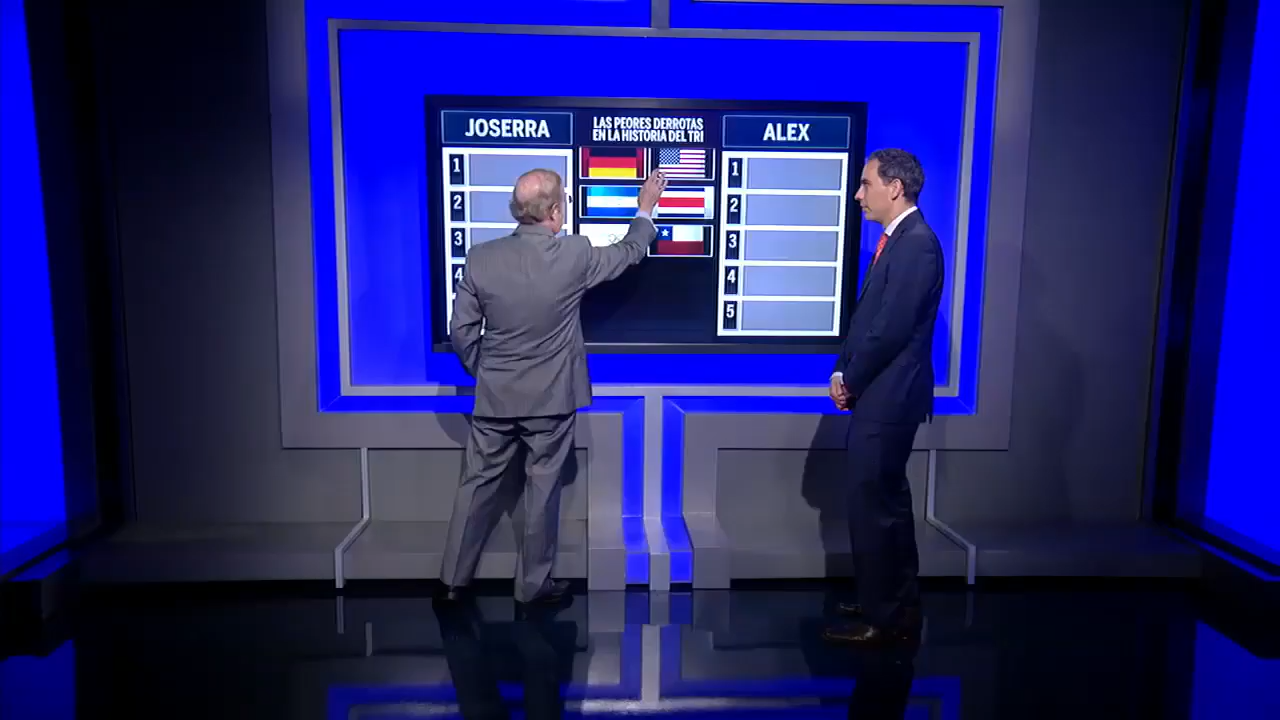 JOSERRA
LAS PEORES DERROTAS
EN LA HISTORIA DEL TRI
ALEX
1
2
3
4
1
2
3
4
5